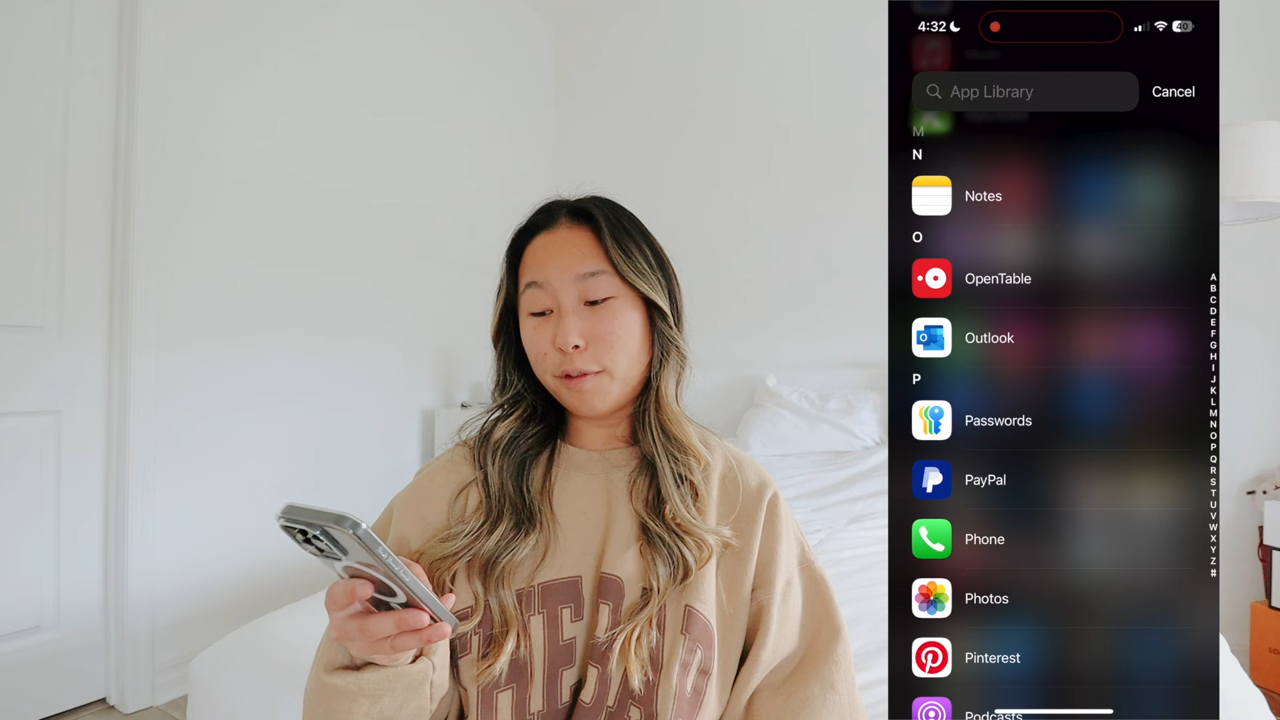 4:32
40
App Library
Cancel
M
N
Notes
O
OpenTable
Outlook
P
Passwords
PayPal
Phone
Photos
Pinterest
Podcasts
A
B
C
D
E
F
G
H
I
J
K
L
M
N
O
P
Q
R
S
T
U
V
W
X
Y
Z
#